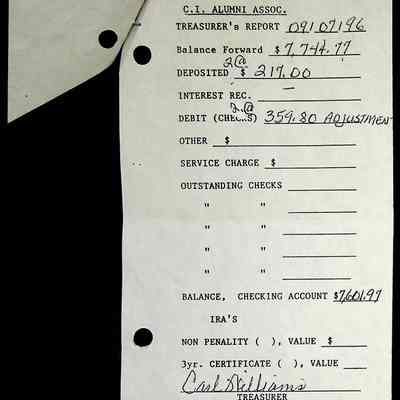 C.I. ALUMNI ASSOC.
TREASURER's REPORT 09/07/96
Balance Forward $7,744.77
2@
DEPOSITED $ 217.00
INTEREST REC. —
2@
DEBIT (CHECKS) 359.80 ADJUSTMENT
OTHER $
SERVICE CHARGE $
OUTSTANDING CHECKS
" "
" "
" "
" "
BALANCE, CHECKING ACCOUNT $7,601.97
IRA'S
NON PENALITY ( ), VALUE $
3yr. CERTIFICATE ( ), VALUE
Carl Williams
TREASURER